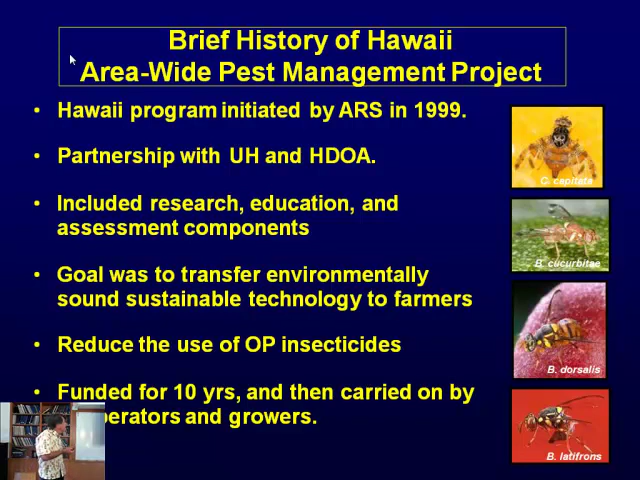 Brief History of Hawaii
Area-Wide Pest Management Project
• Hawaii program initiated by ARS in 1999.
• Partnership with UH and HDOA.
• Included research, education, and
assessment components
• Goal was to transfer environmentally
sound sustainable technology to farmers
• Reduce the use of OP insecticides
• Funded for 10 yrs, and then carried on by
perators and growers.
C. capitata
B. cucurbitae
B. dorsalis
B. latifrons